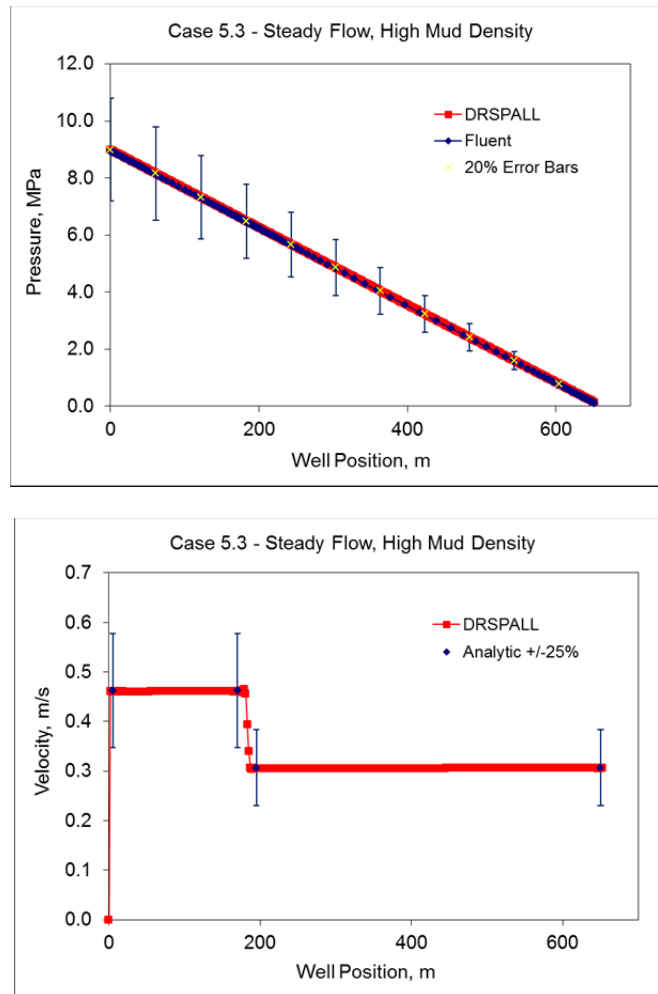 Case 5.3 - Steady Flow, High Mud Density
12.0
10.0
8.0
6.0
4.0
2.0
0.0
Pressure, MPa
DRSPALL
Fluent
20% Error Bars
0 200 400 600
Well Position, m
Case 5.3 - Steady Flow, High Mud Density
0.7
0.6
0.5
0.4
0.3
0.2
0.1
0.0
Velocity, m/s
DRSPALL
Analytic +/-25%
0 200 400 600
Well Position, m